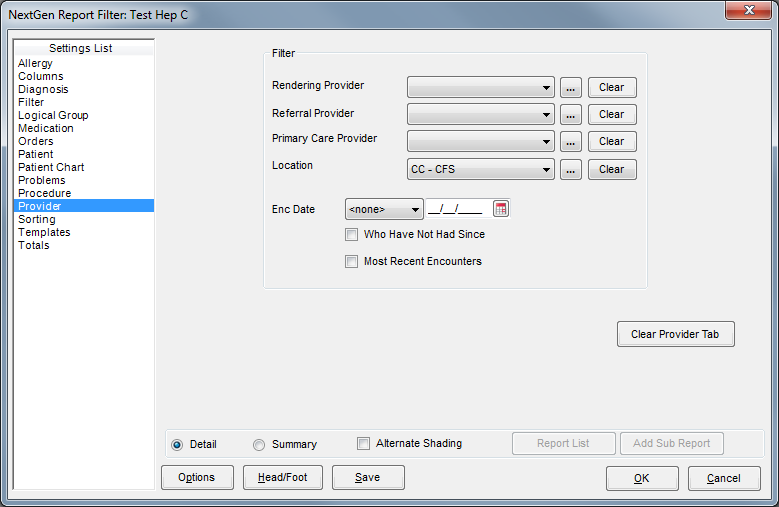 NextGen Report Filter: Test Hep C
Settings List
Allergy
Columns
Diagnosis
Filter
Logical Group
Medication
Orders
Patient
Patient Chart
Problems
Procedure
Provider
Sorting
Templates
Totals
Filter
Rendering Provider ... Clear
Referral Provider ... Clear
Primary Care Provider ... Clear
Location CC - CFS ... Clear
Enc Date <none> __/__/____
Who Have Not Had Since
Most Recent Encounters
Clear Provider Tab
Detail Summary Alternate Shading Report List Add Sub Report
Options Head/Foot Save OK Cancel